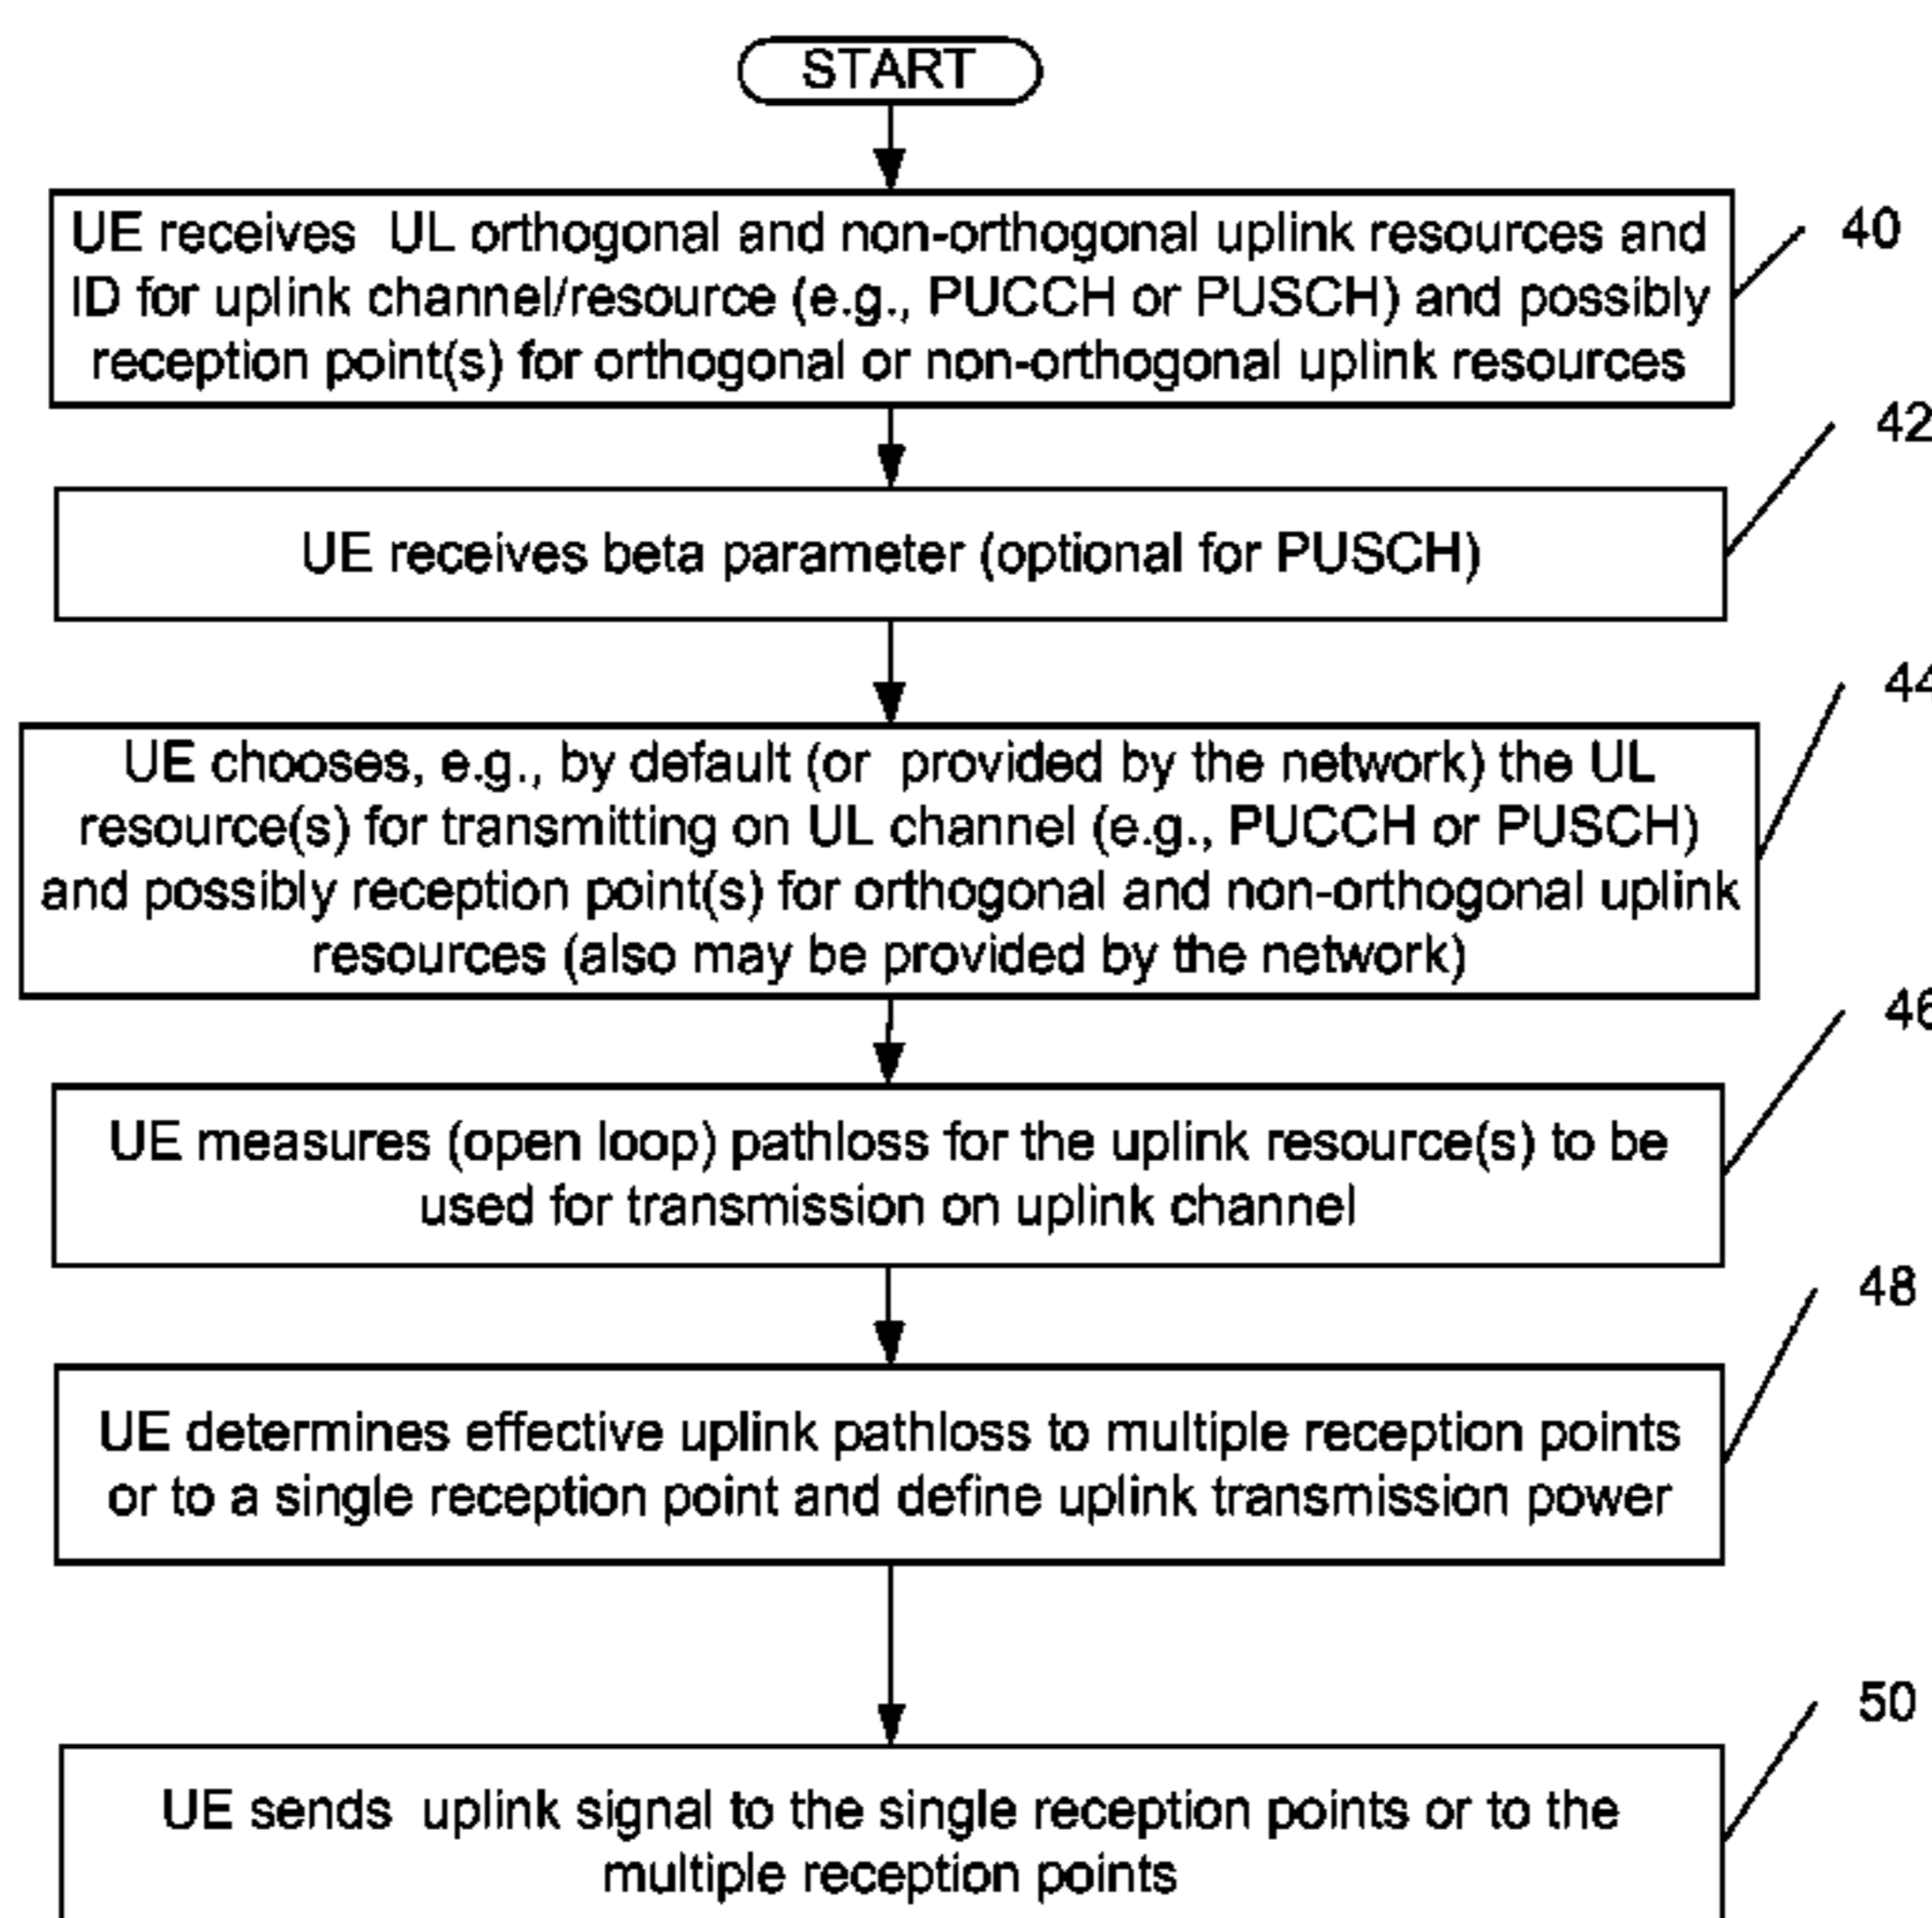 START
UE receives UL orthogonal and non-orthogonal uplink resources and
ID for uplink channel/resource (e.g., PUCCH or PUSCH) and possibly
reception point(s) for orthogonal or non-orthogonal uplink resources
40
42
UE receives beta parameter (optional for PUSCH)
44
UE chooses, e.g., by default (or provided by the network) the UL
resource(s) for transmitting on UL channel (e.g., PUCCH or PUSCH)
and possibly reception point(s) for orthogonal and non-orthogonal uplink
resources (also may be provided by the network)
46
UE measures (open loop) pathloss for the uplink resource(s) to be
used for transmission on uplink channel
48
UE determines effective uplink pathloss to multiple reception points
or to a single reception point and define uplink transmission power
50
UE sends uplink signal to the single reception points or to the
multiple reception points